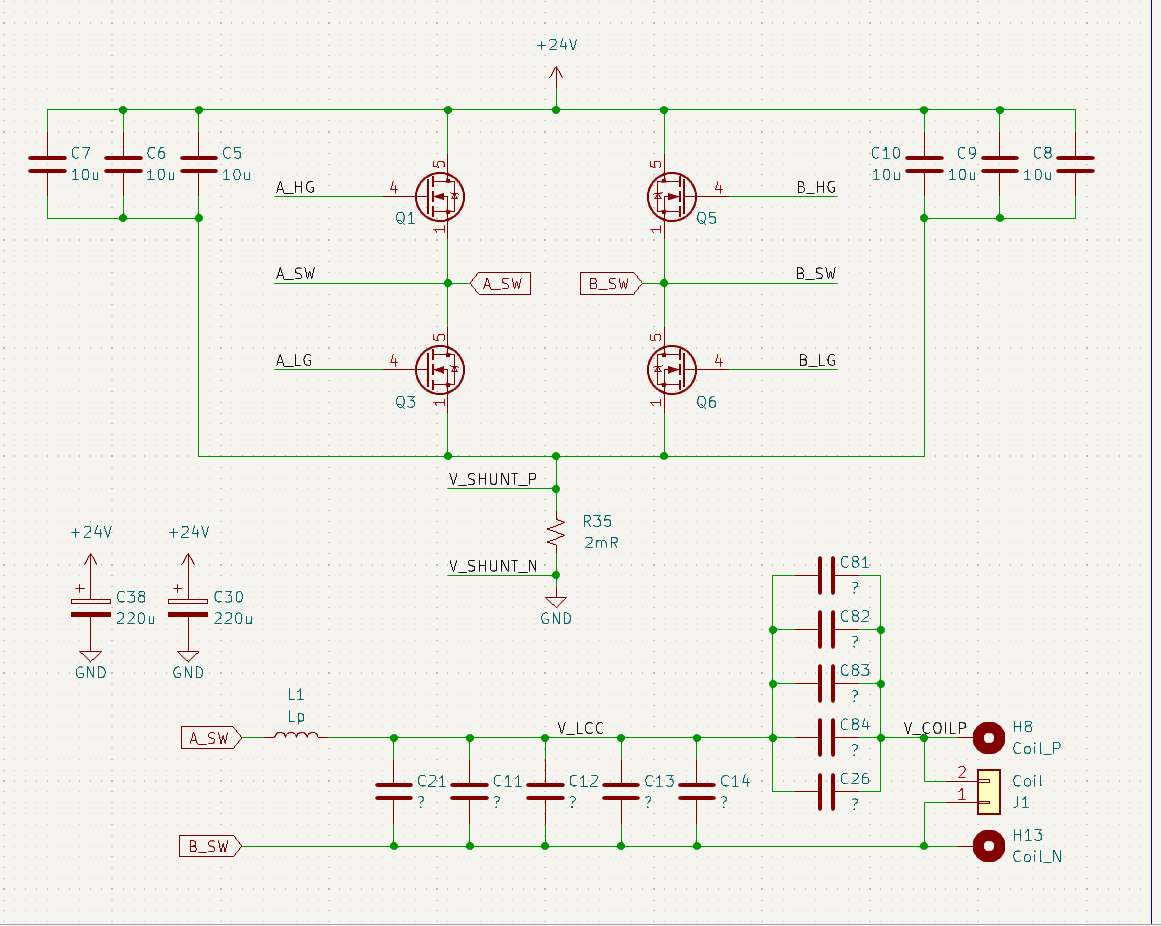 +24V
C7
10u
C6
10u
C5
10u
C10
10u
C9
10u
C8
10u
A_HG
4
5
1
Q1
5
1
4
B_HG
Q5
A_SW
A_SW
B_SW
B_SW
A_LG
4
5
1
Q3
5
1
4
B_LG
Q6
V_SHUNT_P
R35
2mR
V_SHUNT_N
GND
+24V
+
C38
220u
GND
+24V
+
C30
220u
GND
C81
?
C82
?
C83
?
C84
?
C26
?
L1
Lp
A_SW
V_LCC
V_COILP
H8
Coil_P
C21
?
C11
?
C12
?
C13
?
C14
?
2
1
Coil
J1
B_SW
H13
Coil_N